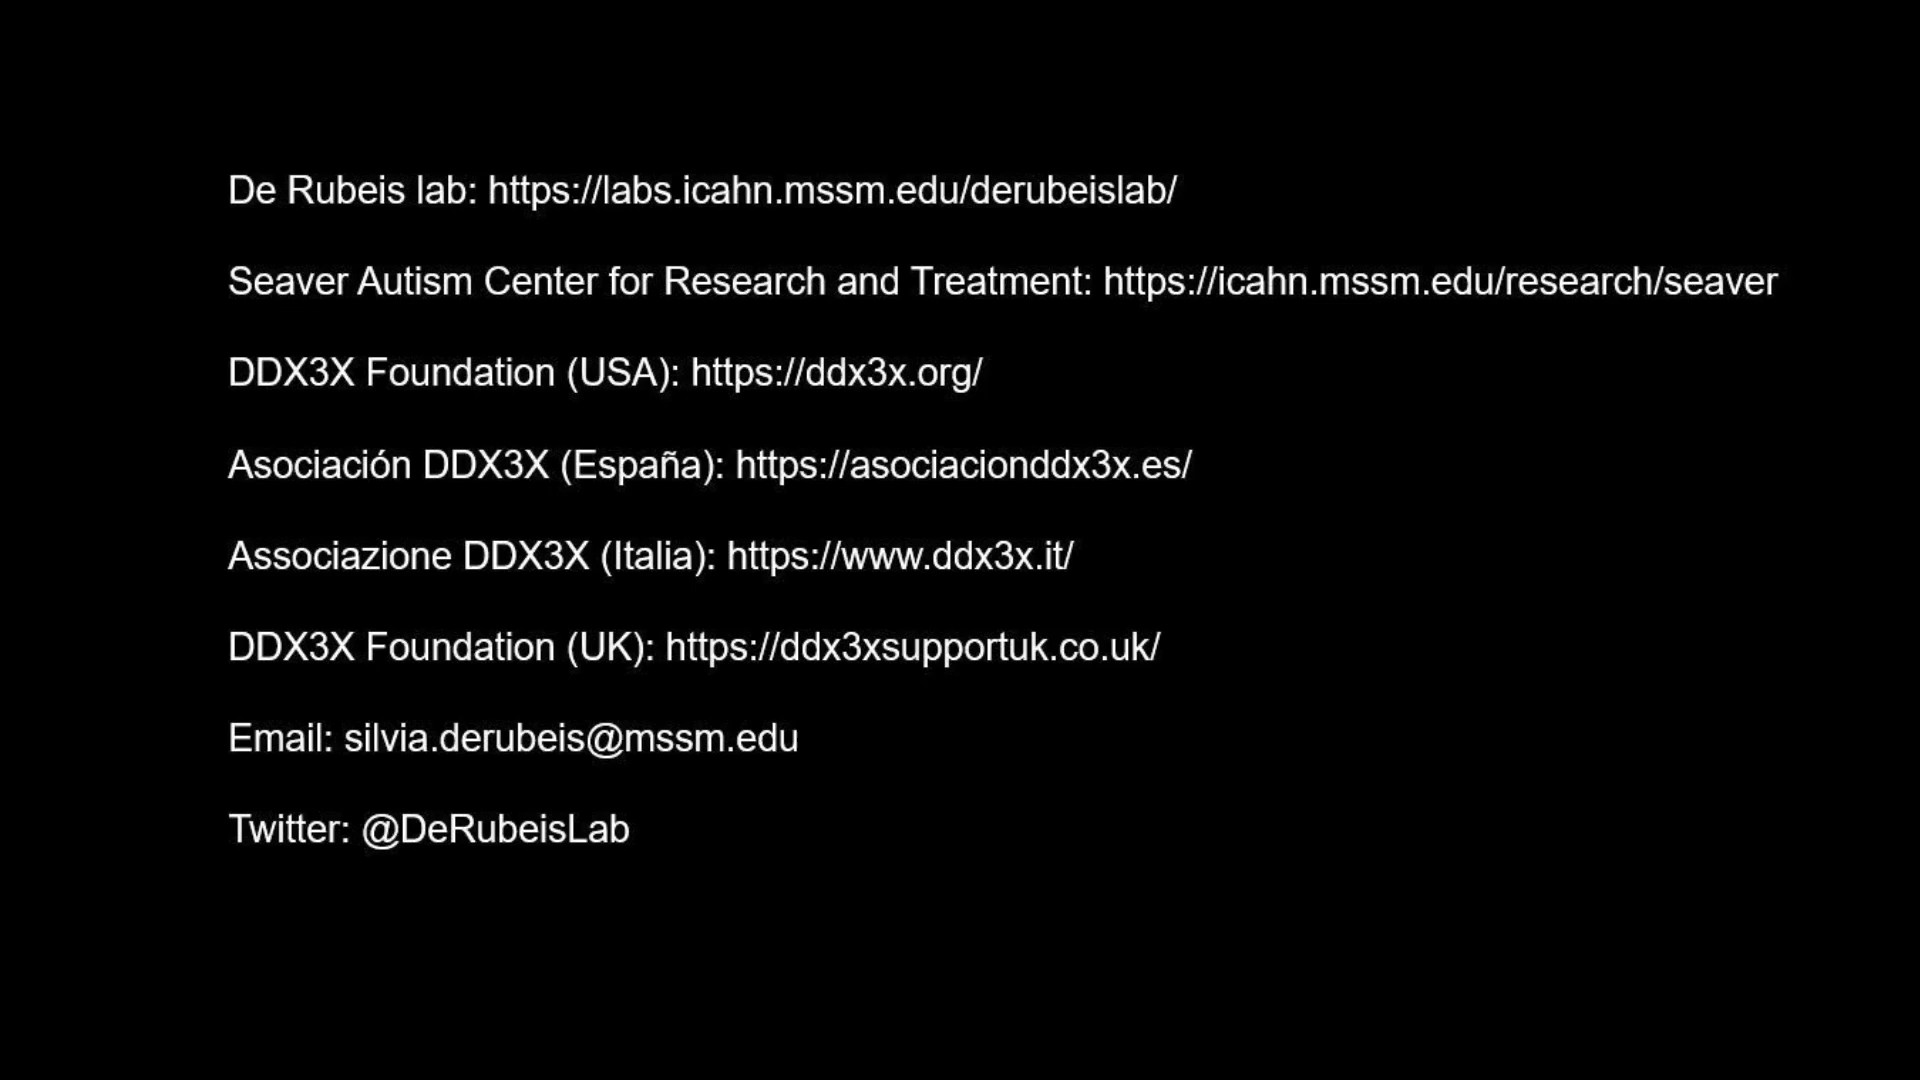 De Rubeis lab: https://labs.icahn.mssm.edu/derubeislab/
Seaver Autism Center for Research and Treatment: https://icahn.mssm.edu/research/seaver
DDX3X Foundation (USA): https://ddx3x.org/
Asociación DDX3X (España): https://asociacionddx3x.es/
Associazione DDX3X (Italia): https://www.ddx3x.it/
DDX3X Foundation (UK): https://ddx3xsupportuk.co.uk/
Email: silvia.derubeis@mssm.edu
Twitter: @DeRubeisLab